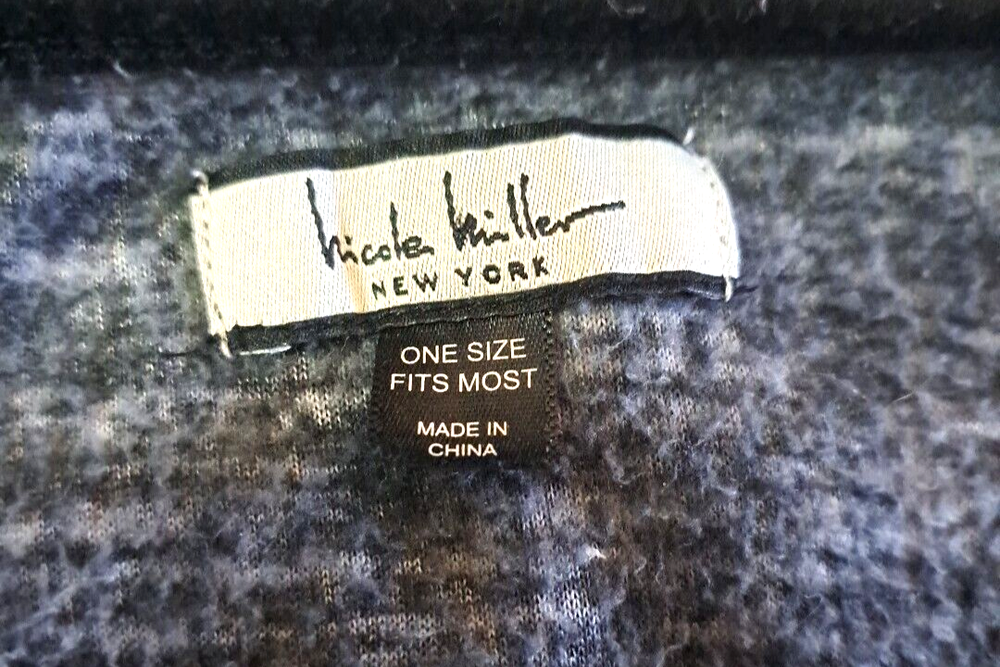 Nicole Miller
NEW YORK
ONE SIZE
FITS MOST
MADE IN
CHINA